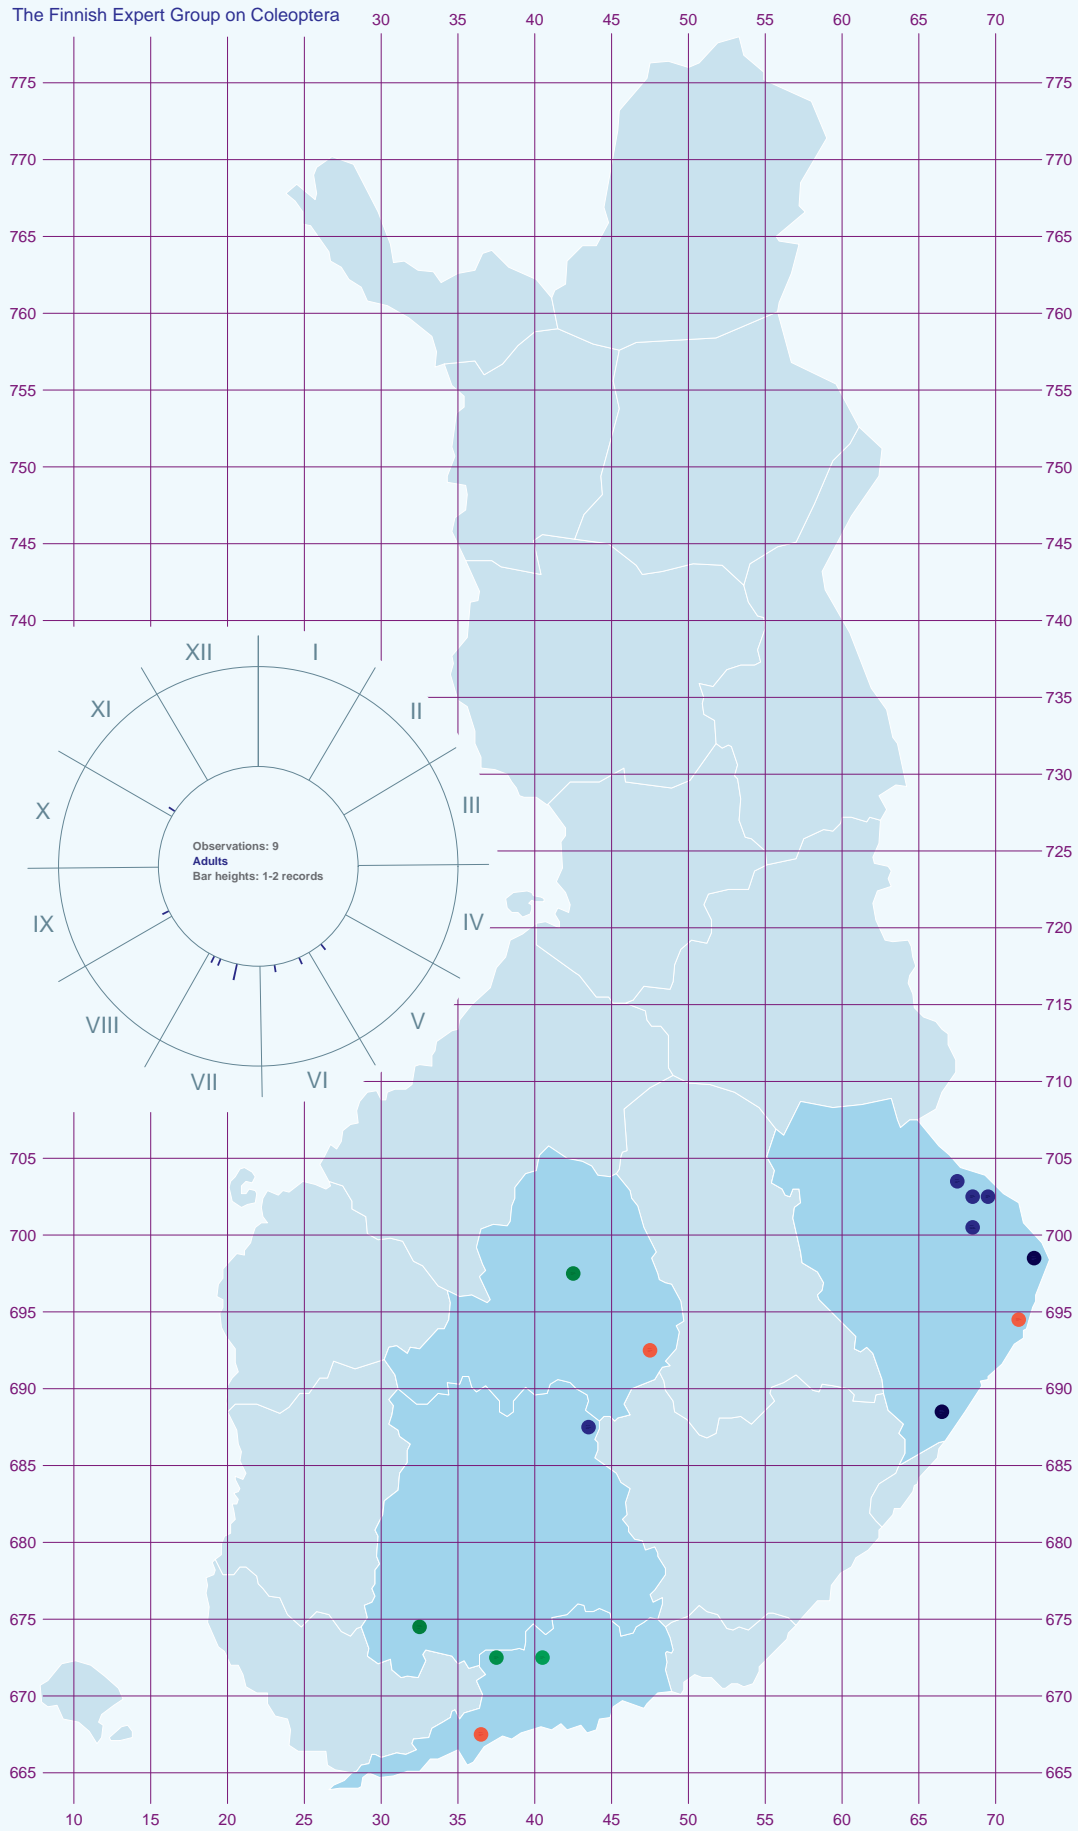 The Finnish Expert Group on Coleoptera
30 35 40 45 50 55 60 65 70
775 775
770 770
765 765
760 760
755 755
750 750
745 745
740 740
XII I
XI II
735
730
X III
Observations: 9
725
Adults
Bar heights: 1-2 records
IX IV
720
715
VIII V
VII VI
710
705 705
700 700
695 695
690 690
685 685
680 680
675 675
670 670
665 665
10 15 20 25 30 35 40 45 50 55 60 65 70